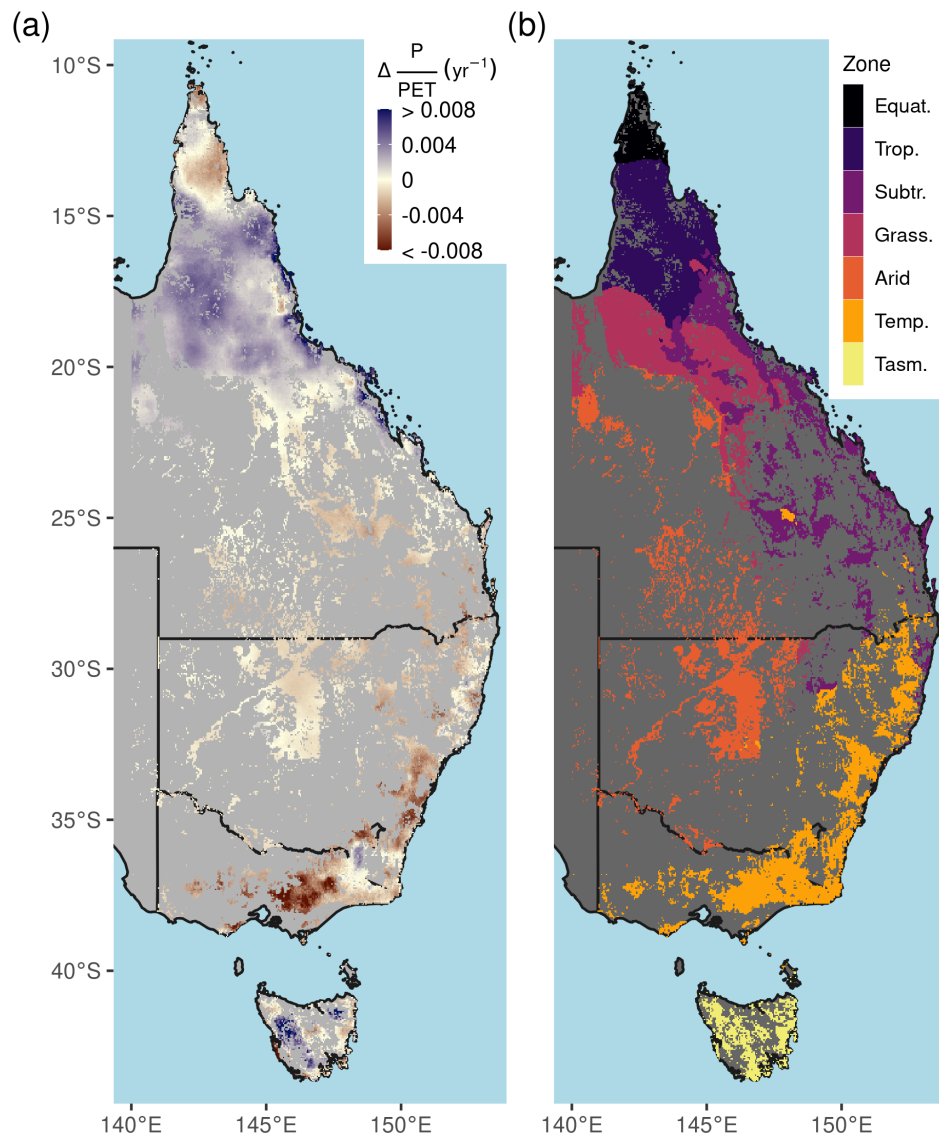 (a)
Δ P/PET (yr⁻¹)
> 0.008
0.004
0
-0.004
< -0.008
10°S
15°S
20°S
25°S
30°S
35°S
40°S
140°E 145°E 150°E
(b)
Zone
Equat.
Trop.
Subtr.
Grass.
Arid
Temp.
Tasm.
140°E 145°E 150°E